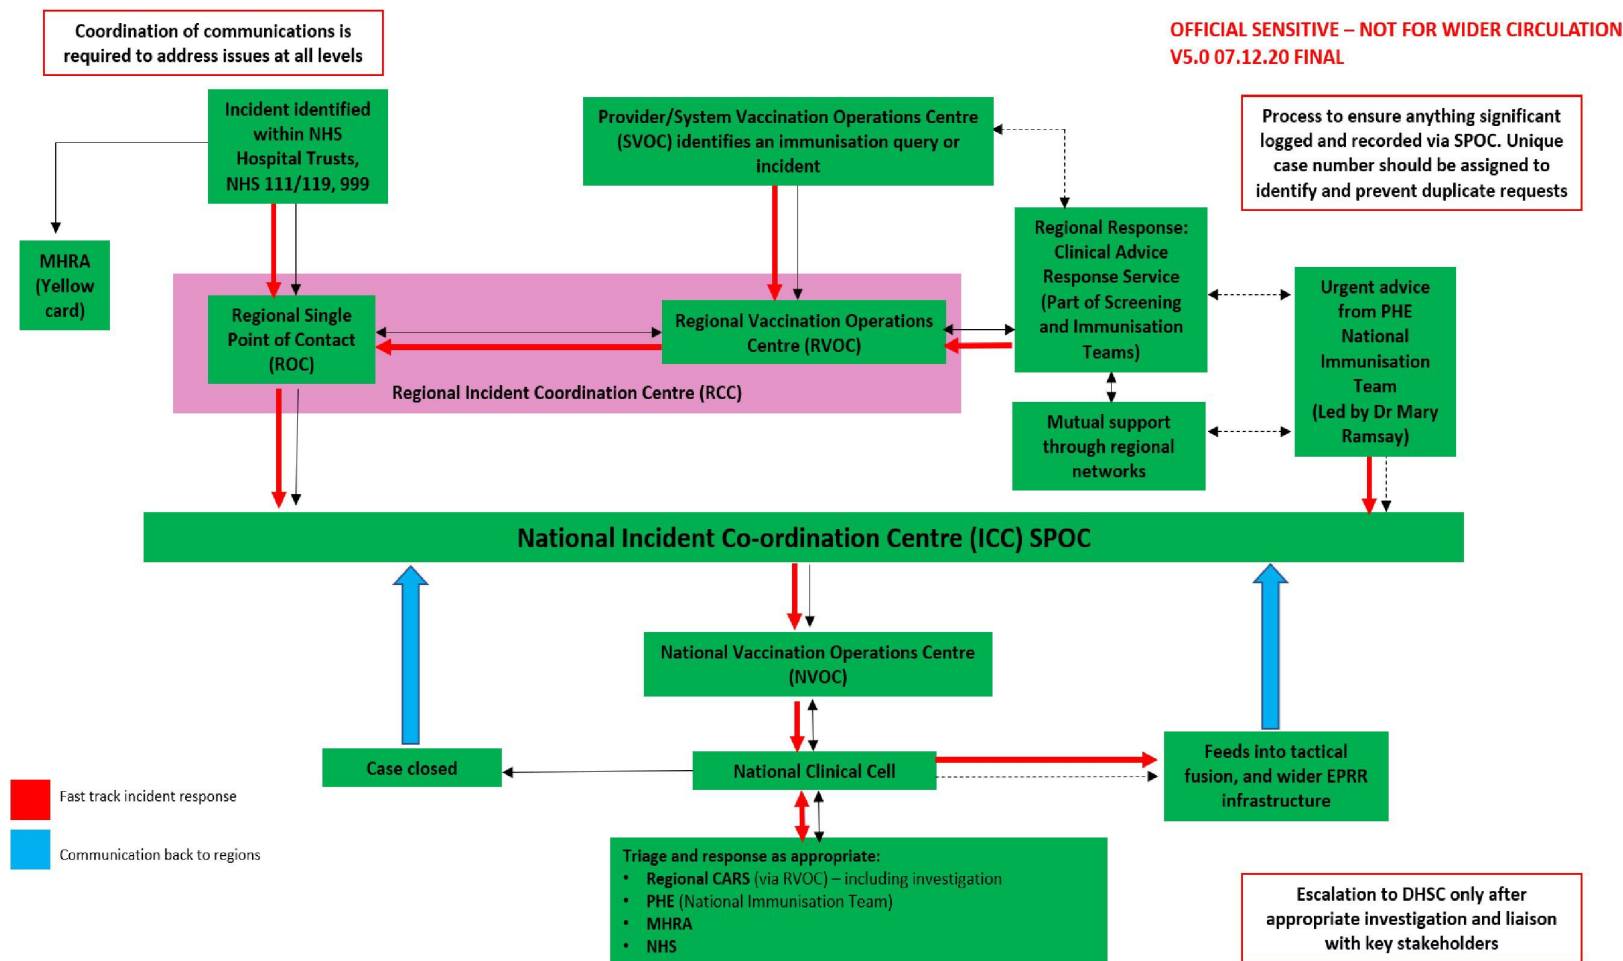 Coordination of communications is
required to address issues at all levels
OFFICIAL SENSITIVE – NOT FOR WIDER CIRCULATION
V5.0 07.12.20 FINAL
Incident identified
within NHS
Hospital Trusts,
NHS 111/119, 999
Provider/System Vaccination Operations Centre
(SVOC) identifies an immunisation query or
incident
Process to ensure anything significant
logged and recorded via SPOC. Unique
case number should be assigned to
identify and prevent duplicate requests
MHRA
(Yellow
card)
Regional Response:
Clinical Advice
Response Service
(Part of Screening
and Immunisation
Teams)
Urgent advice
from PHE
National
Immunisation
Team
(Led by Dr Mary
Ramsay)
Regional Single
Point of Contact
(ROC)
Regional Vaccination Operations
Centre (RVOC)
Regional Incident Coordination Centre (RCC)
Mutual support
through regional
networks
National Incident Co-ordination Centre (ICC) SPOC
National Vaccination Operations Centre
(NVOC)
Case closed
National Clinical Cell
Feeds into tactical
fusion, and wider EPRR
infrastructure
Fast track incident response
Communication back to regions
Triage and response as appropriate:
• Regional CARS (via RVOC) – including investigation
• PHE (National Immunisation Team)
• MHRA
• NHS
Escalation to DHSC only after
appropriate investigation and liaison
with key stakeholders